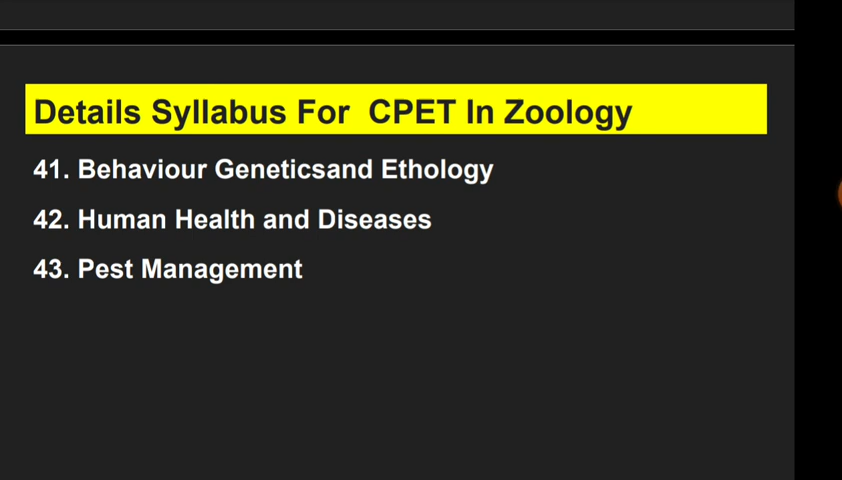 Details Syllabus For CPET In Zoology
41. Behaviour Geneticsand Ethology
42. Human Health and Diseases
43. Pest Management